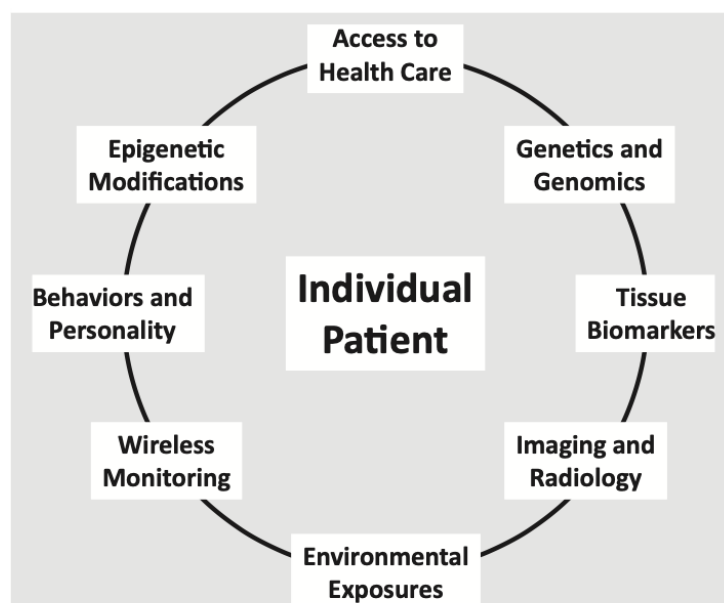 Access to
Health Care
Genetics and
Genomics
Tissue
Biomarkers
Imaging and
Radiology
Environmental
Exposures
Wireless
Monitoring
Behaviors and
Personality
Epigenetic
Modifications
Individual
Patient